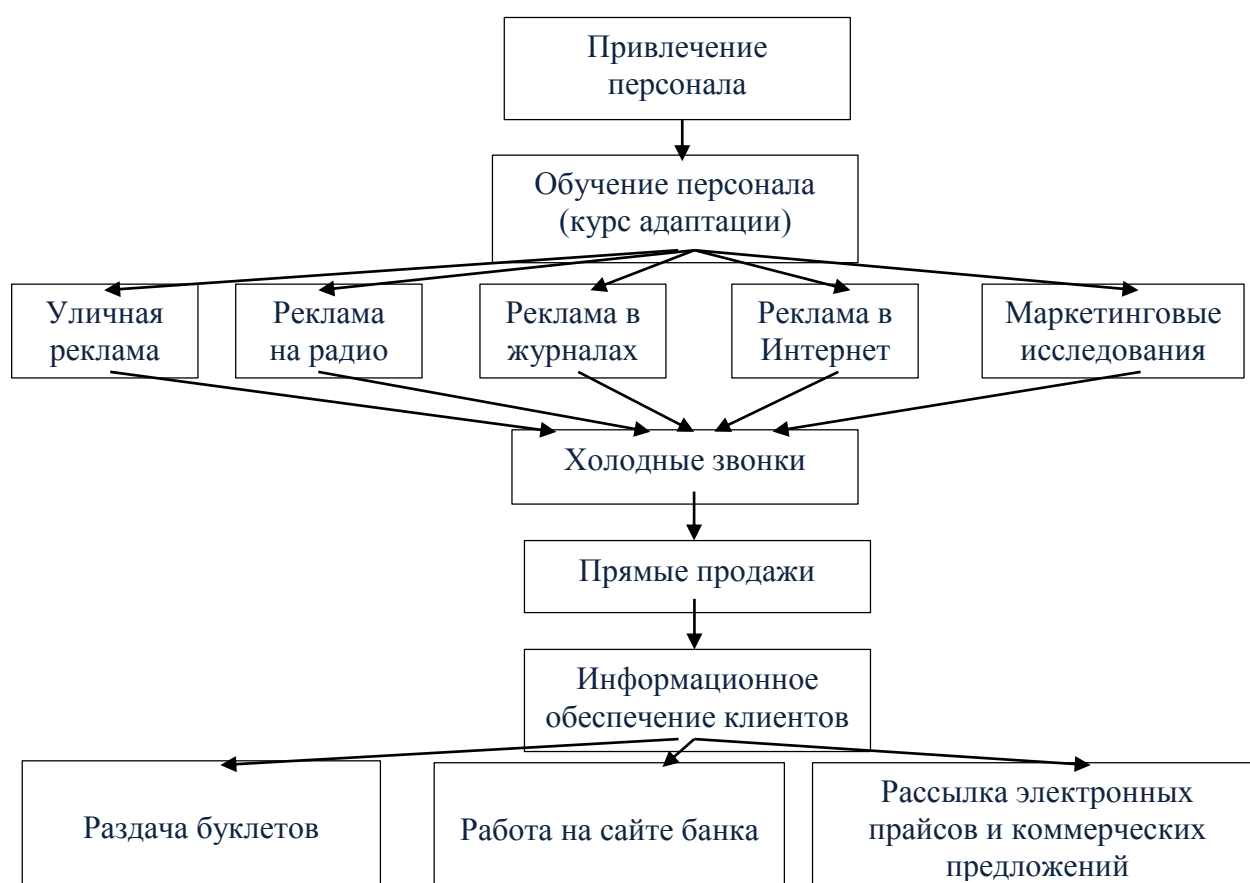 Привлечение
персонала
Обучение персонала
(курс адаптации)
Уличная
реклама
Реклама
на радио
Реклама в
журналах
Реклама в
Интернет
Маркетинговые
исследования
Холодные звонки
Прямые продажи
Информационное
обеспечение клиентов
Раздача буклетов
Работа на сайте банка
Рассылка электронных
прайсов и коммерческих
предложений